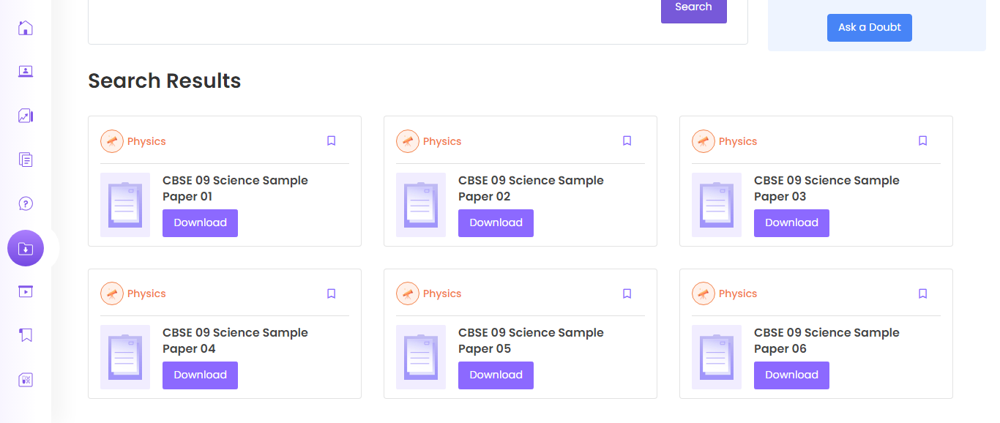 Search
Ask a Doubt
Search Results
Physics
CBSE 09 Science Sample
Paper 01
Download
Physics
CBSE 09 Science Sample
Paper 02
Download
Physics
CBSE 09 Science Sample
Paper 03
Download
Physics
CBSE 09 Science Sample
Paper 04
Download
Physics
CBSE 09 Science Sample
Paper 05
Download
Physics
CBSE 09 Science Sample
Paper 06
Download